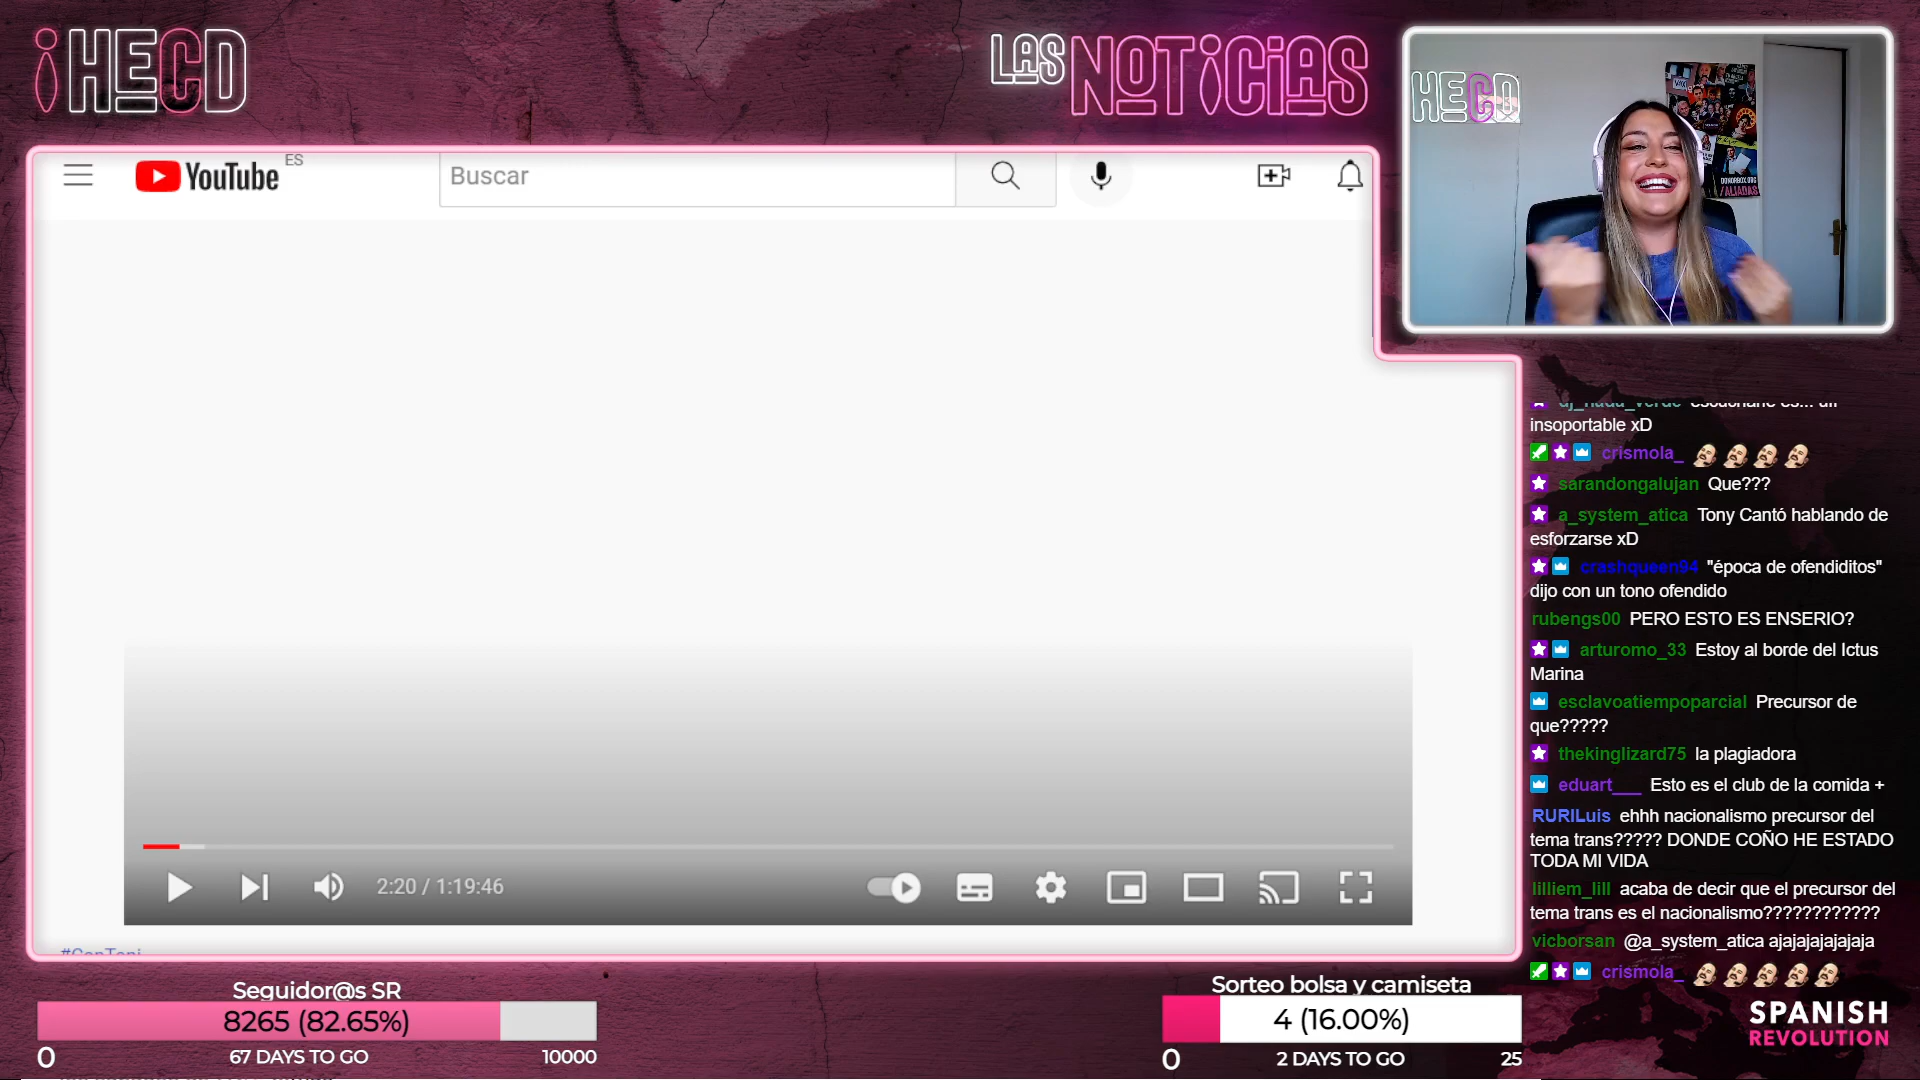 ¡HECD
LAS NOTICIAS
HECD
DONORBOX.ORG
/ALIADAS
YouTube ES
Buscar
2:20 / 1:19:46
#ConToni
insoportable xD
crismola_
sarandongalujan Que???
a_system_atica Tony Cantó hablando de
esforzarse xD
crashqueen94 "época de ofendiditos"
dijo con un tono ofendido
rubengs00 PERO ESTO ES ENSERIO?
arturomo_33 Estoy al borde del Ictus
Marina
esclavoatiempoparcial Precursor de
que?????
thekinglizard75 la plagiadora
eduart___ Esto es el club de la comida +
RURILuis ehhh nacionalismo precursor del
tema trans????? DONDE COÑO HE ESTADO
TODA MI VIDA
lilliem_lill acaba de decir que el precursor del
tema trans es el nacionalismo????????????
vicborsan @a_system_atica ajajajajajajaja
crismola_
Seguidor@s SR
8265 (82.65%)
0
67 DAYS TO GO
10000
Sorteo bolsa y camiseta
4 (16.00%)
0
2 DAYS TO GO
25
SPANISH
REVOLUTION